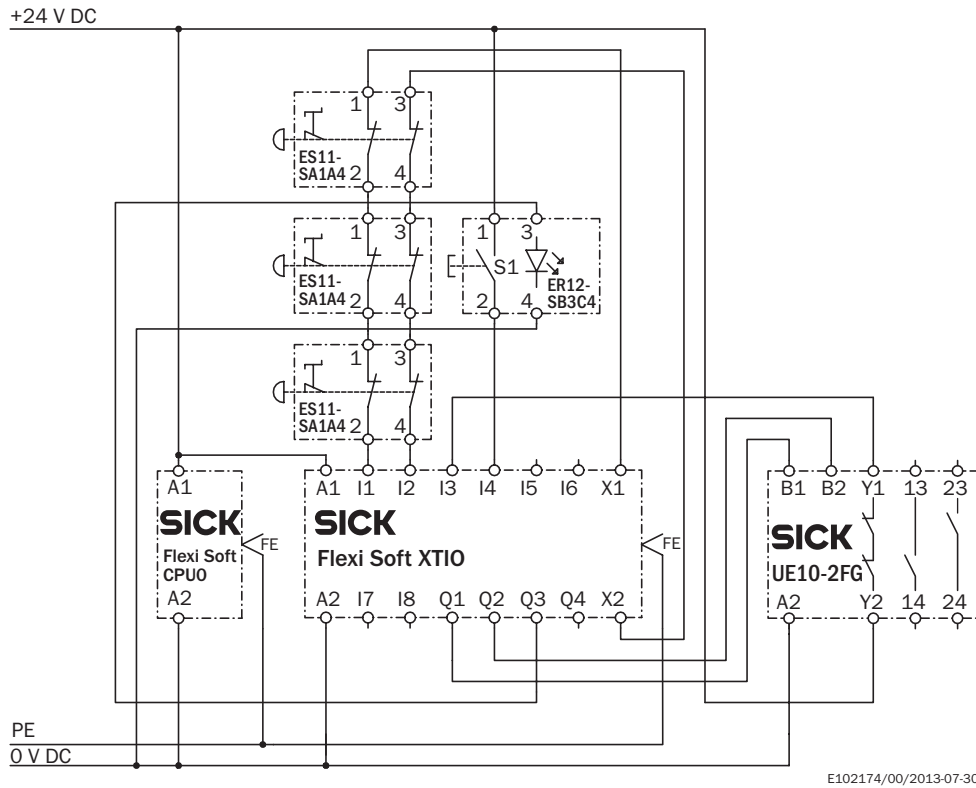 +24 V DC
1 3
ES11-
SA1A4 2 4
1 3
ES11-
SA1A4 2 4
1 3
S1
ER12-
SB3C4
2 4
1 3
ES11-
SA1A4 2 4
A1
SICK
Flexi Soft
CPU0
A2
FE
A1 I1 I2 I3 I4 I5 I6 X1
SICK
Flexi Soft XTIO
A2 I7 I8 Q1 Q2 Q3 Q4 X2
FE
B1 B2 Y1 13 23
SICK
UE10-2FG
A2 Y2 14 24
PE
0 V DC
E102174/00/2013-07-30